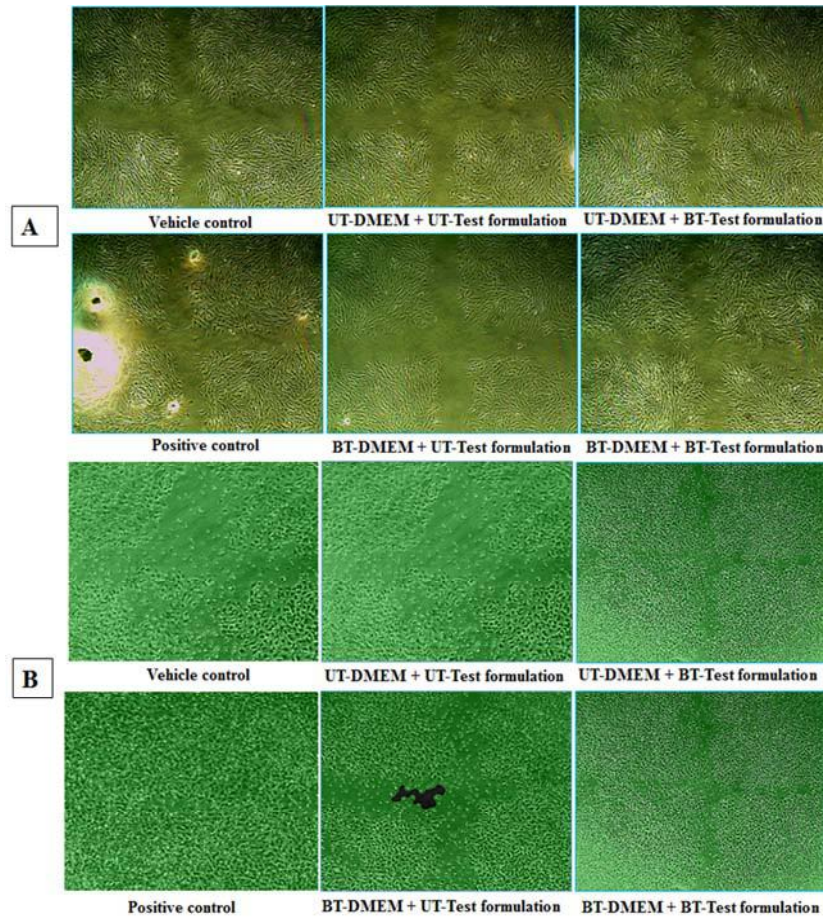 A
Vehicle control
UT-DMEM + UT-Test formulation
UT-DMEM + BT-Test formulation
Positive control
BT-DMEM + UT-Test formulation
BT-DMEM + BT-Test formulation
B
Vehicle control
UT-DMEM + UT-Test formulation
UT-DMEM + BT-Test formulation
Positive control
BT-DMEM + UT-Test formulation
BT-DMEM + BT-Test formulation